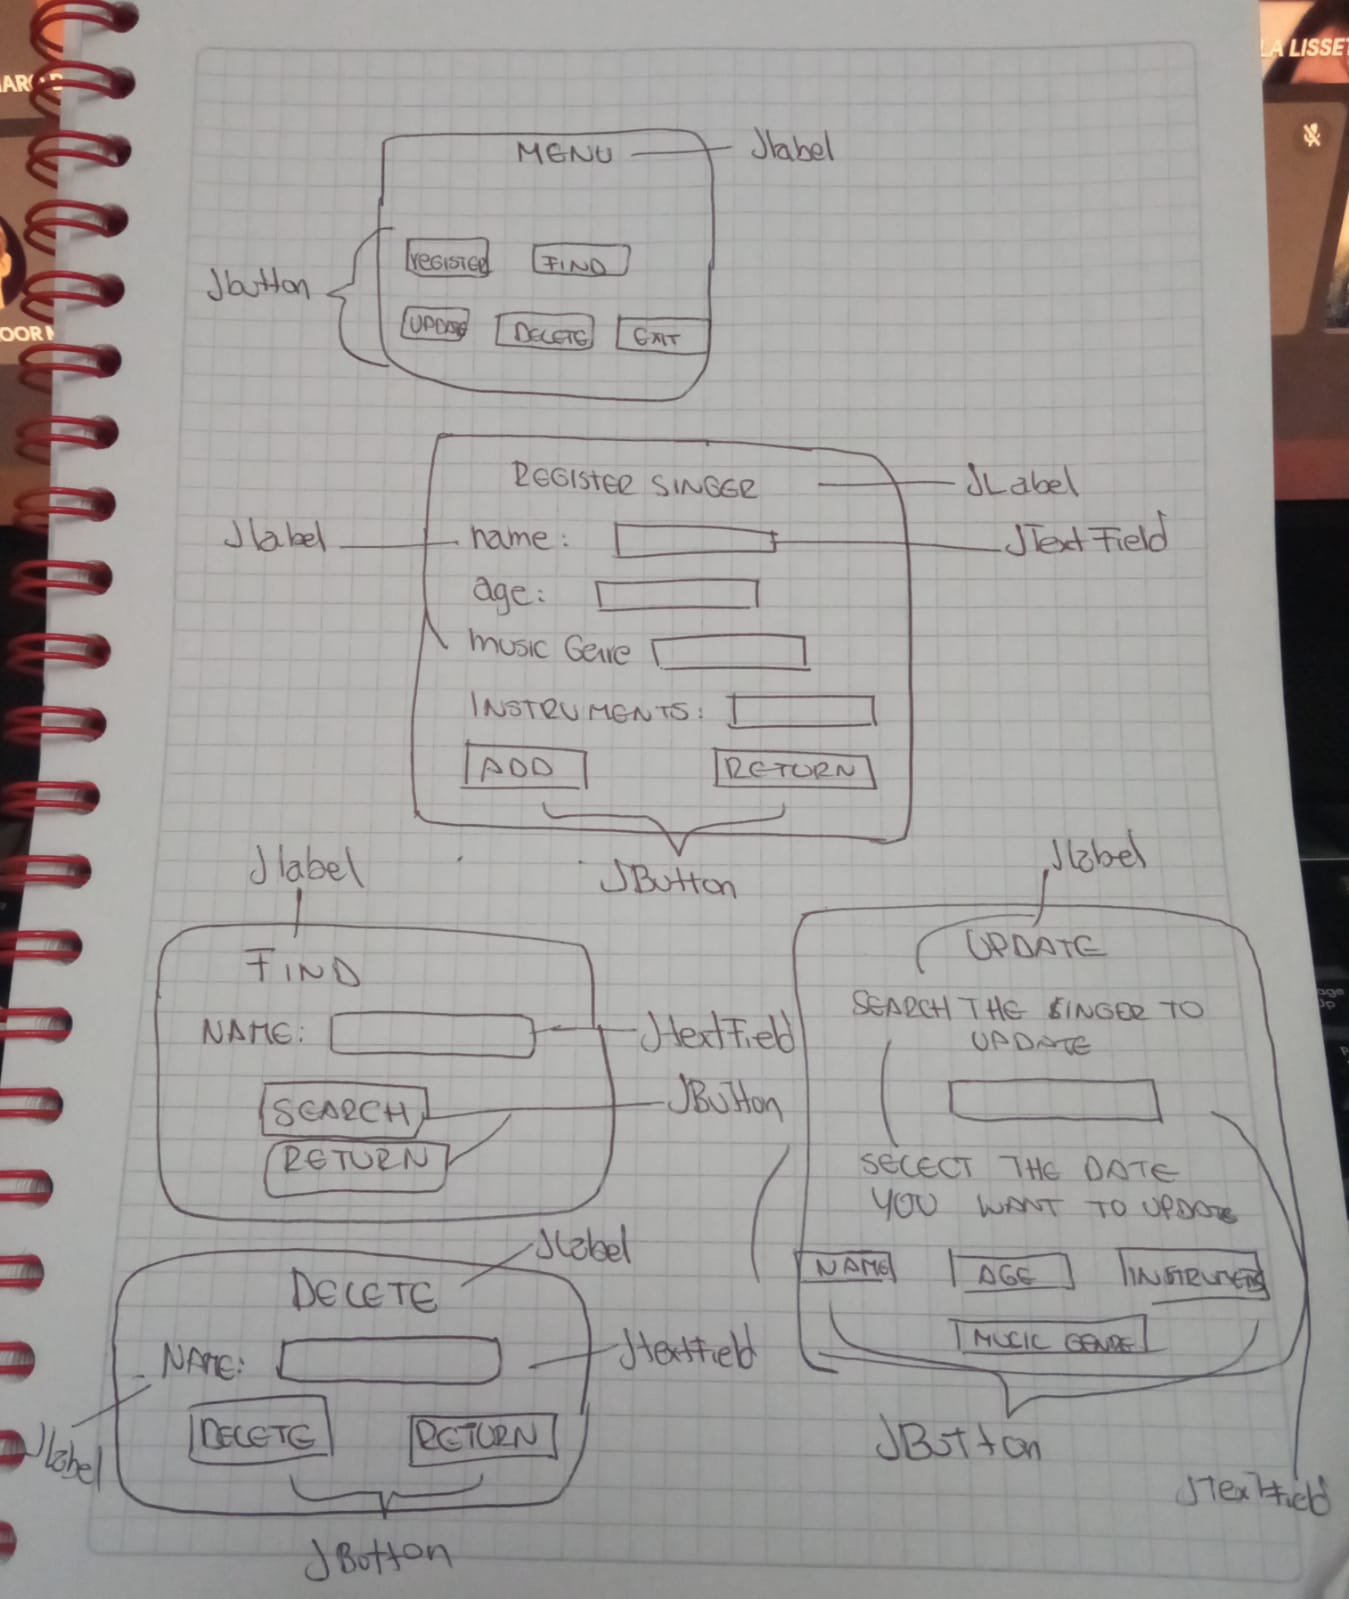 LA LISSET
MENU
Jlabel
REGISTER
FIND
Jbutton
UPDATE
DELETE
EXIT
REGISTER SINGER
JLabel
Jlabel
name:
JTextField
age:
music Genre
INSTRUMENTS:
ADD
RETURN
JButton
Jlabel
FIND
NAME:
JtextField
SEARCH
JButton
RETURN
Jlabel
UPDATE
SEARCH THE SINGER TO
UPDATE
SELECT THE DATE
YOU WANT TO UPDATE
NAME
AGE
INSTRUMENT
MUSIC GENRE
JButton
JTextField
Jlabel
DELETE
NAME:
JtextField
Jlabel
DELETE
RETURN
JButton